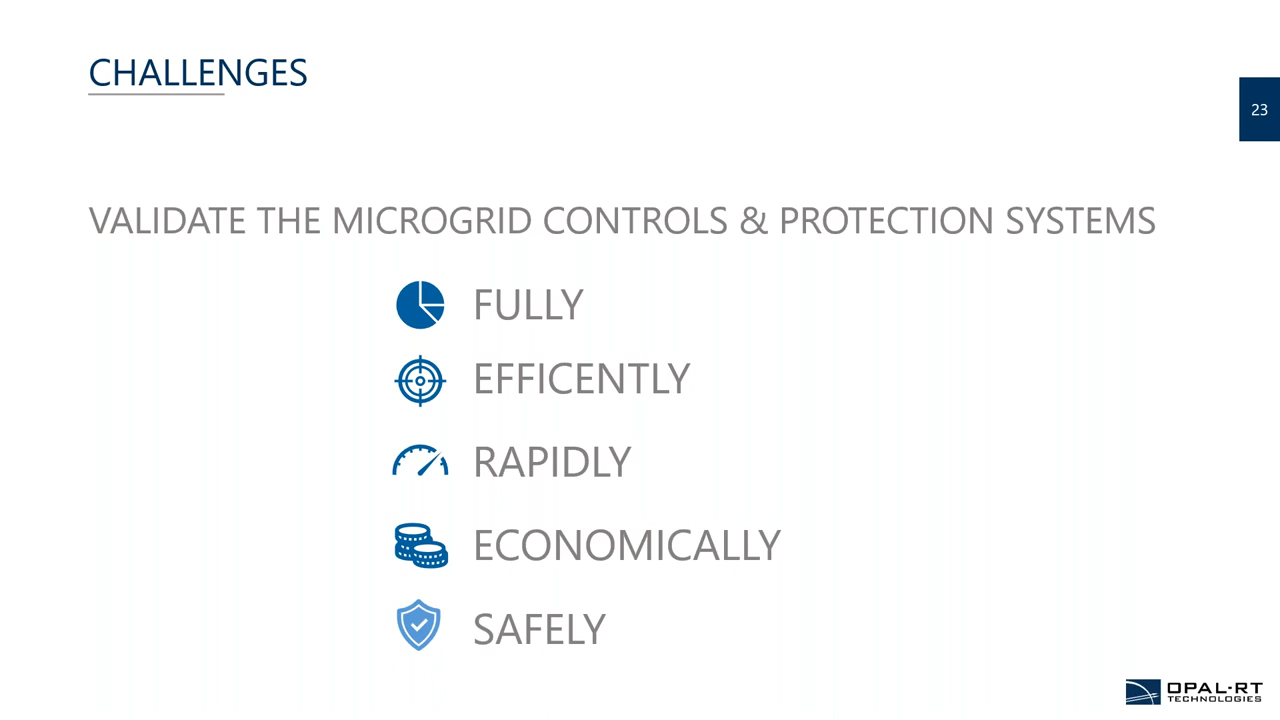 CHALLENGES
23
VALIDATE THE MICROGRID CONTROLS & PROTECTION SYSTEMS
FULLY
EFFICENTLY
RAPIDLY
ECONOMICALLY
SAFELY
OPAL-RT
TECHNOLOGIES